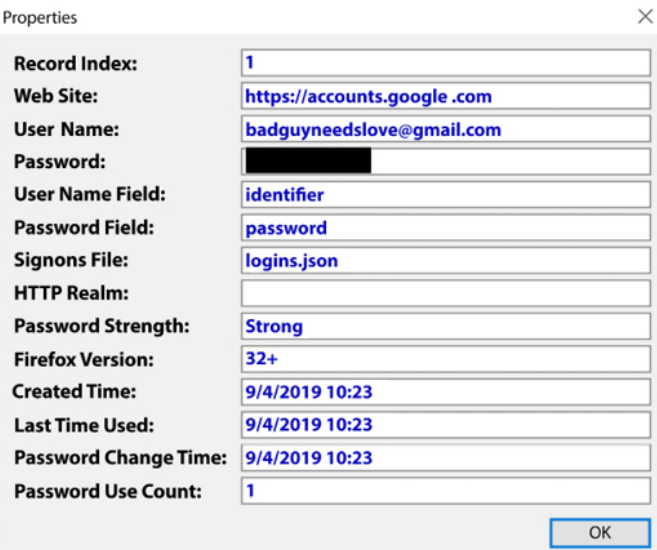 Properties
Record Index: 1
Web Site: https://accounts.google .com
User Name: badguyneedslove@gmail.com
Password:
User Name Field: identifier
Password Field: password
Signons File: logins.json
HTTP Realm:
Password Strength: Strong
Firefox Version: 32+
Created Time: 9/4/2019 10:23
Last Time Used: 9/4/2019 10:23
Password Change Time: 9/4/2019 10:23
Password Use Count: 1
OK